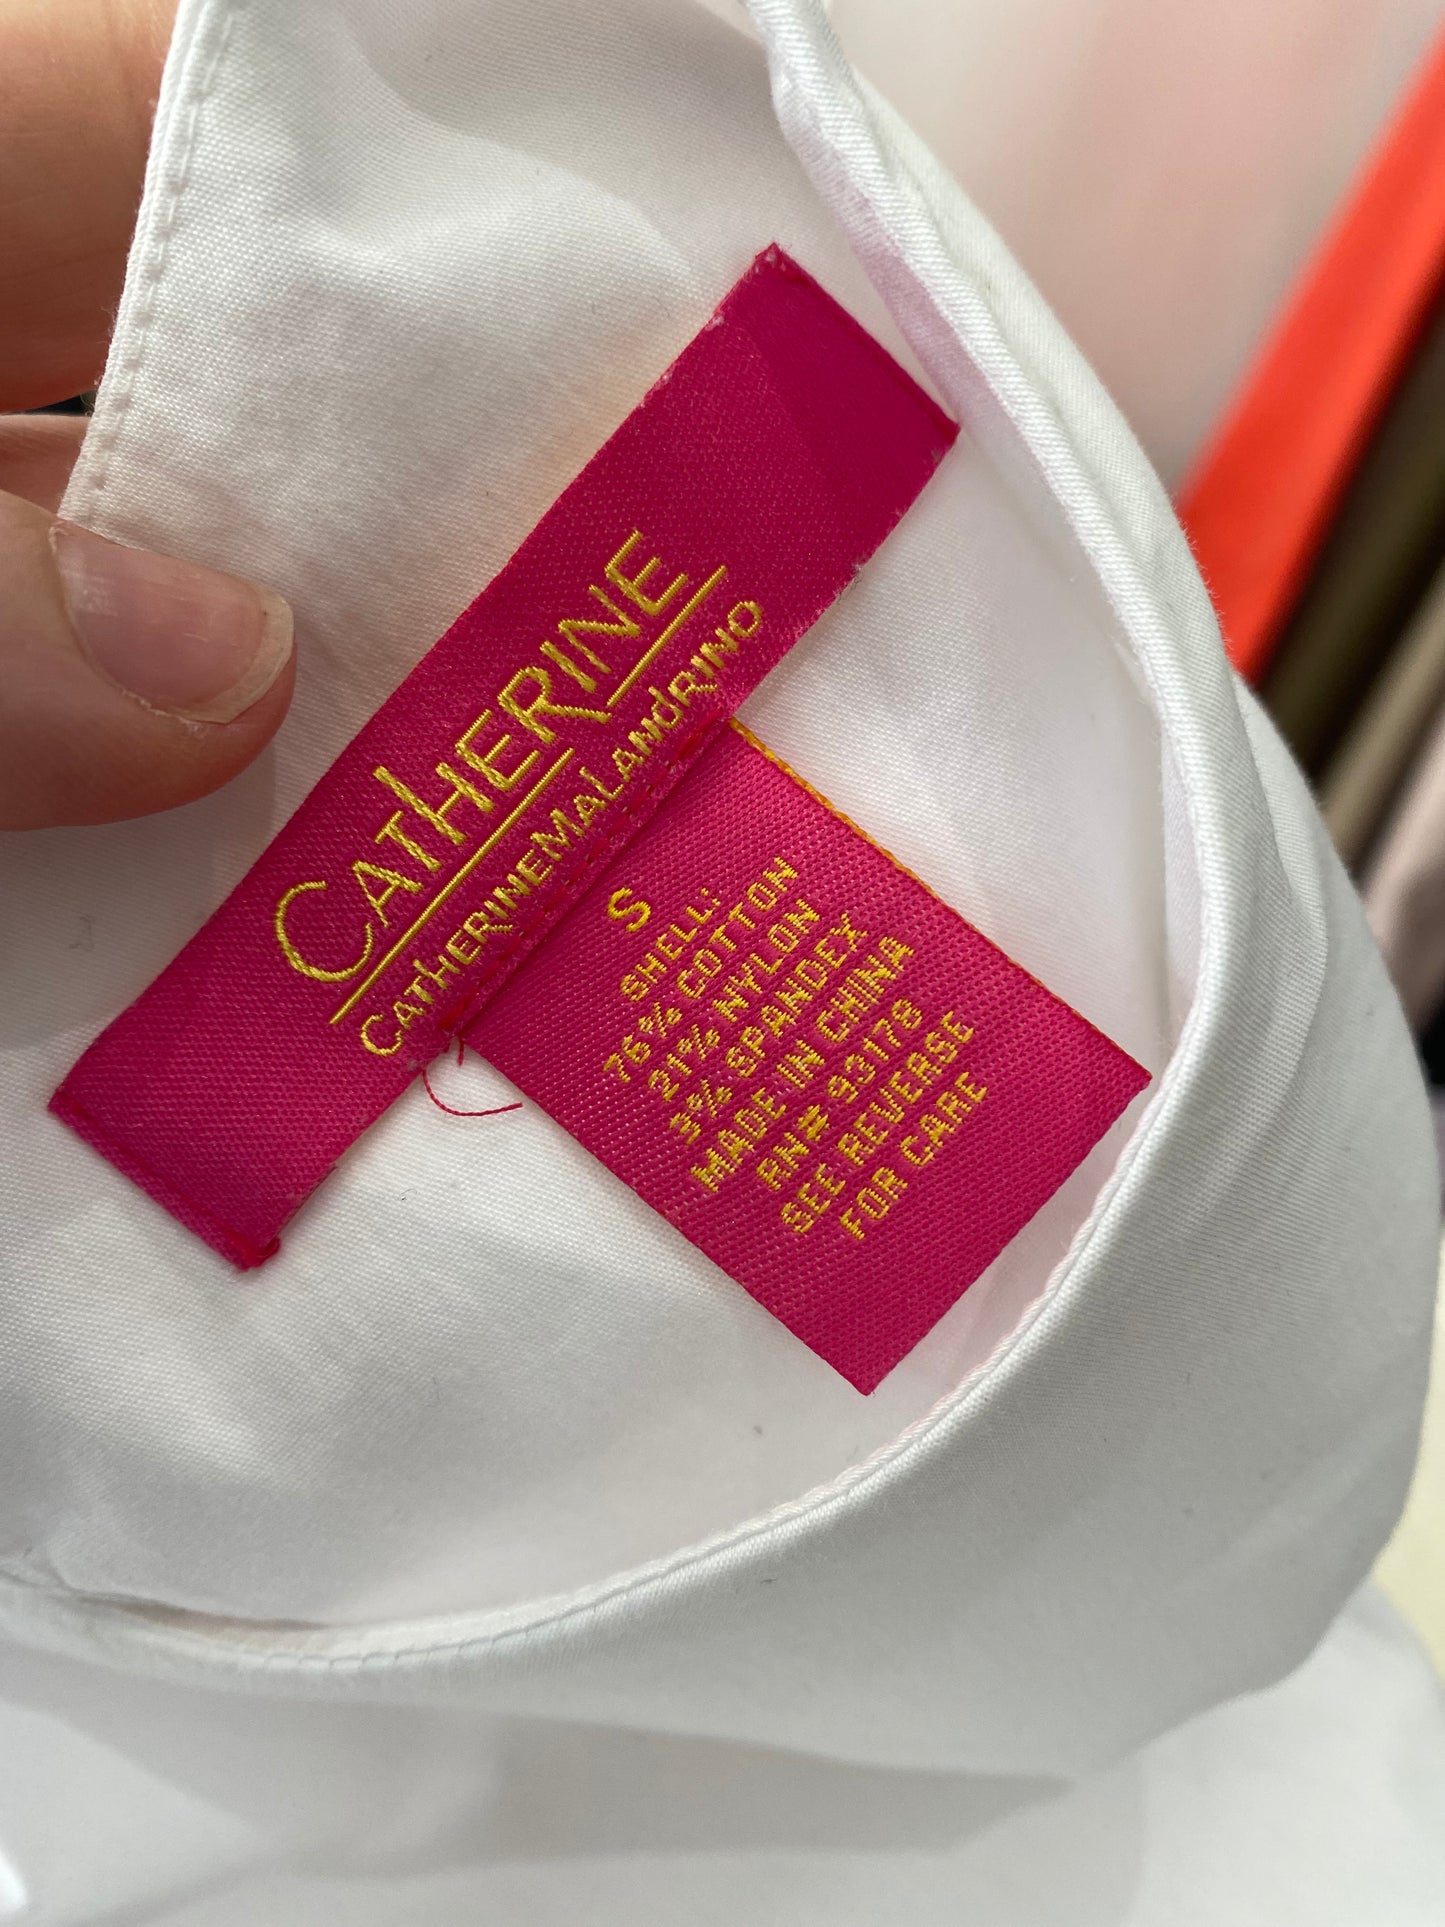 CATHERINE
CATHERINEMALANDRINO
S
SHELL:
76% COTTON
21% NYLON
3% SPANDEX
MADE IN CHINA
RN# 93178
SEE REVERSE
FOR CARE